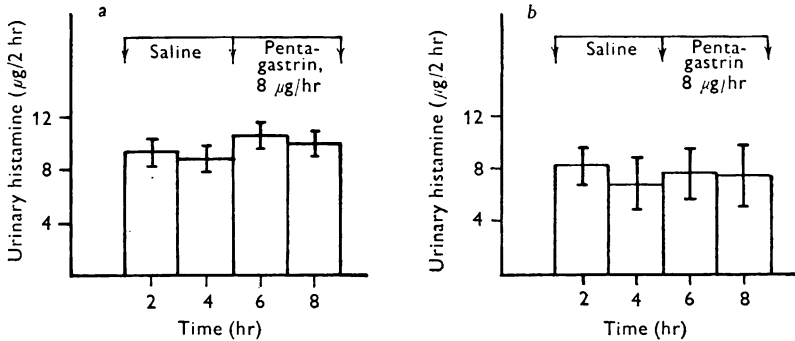 a
Saline
Penta-
gastrin,
8 μg/hr
Urinary histamine (μg/2 hr)
12
8
4
2 4 6 8
Time (hr)
b
Saline
Penta-
gastrin
8 μg/hr
Urinary histamine (μg/2 hr)
12
8
4
2 4 6 8
Time (hr)